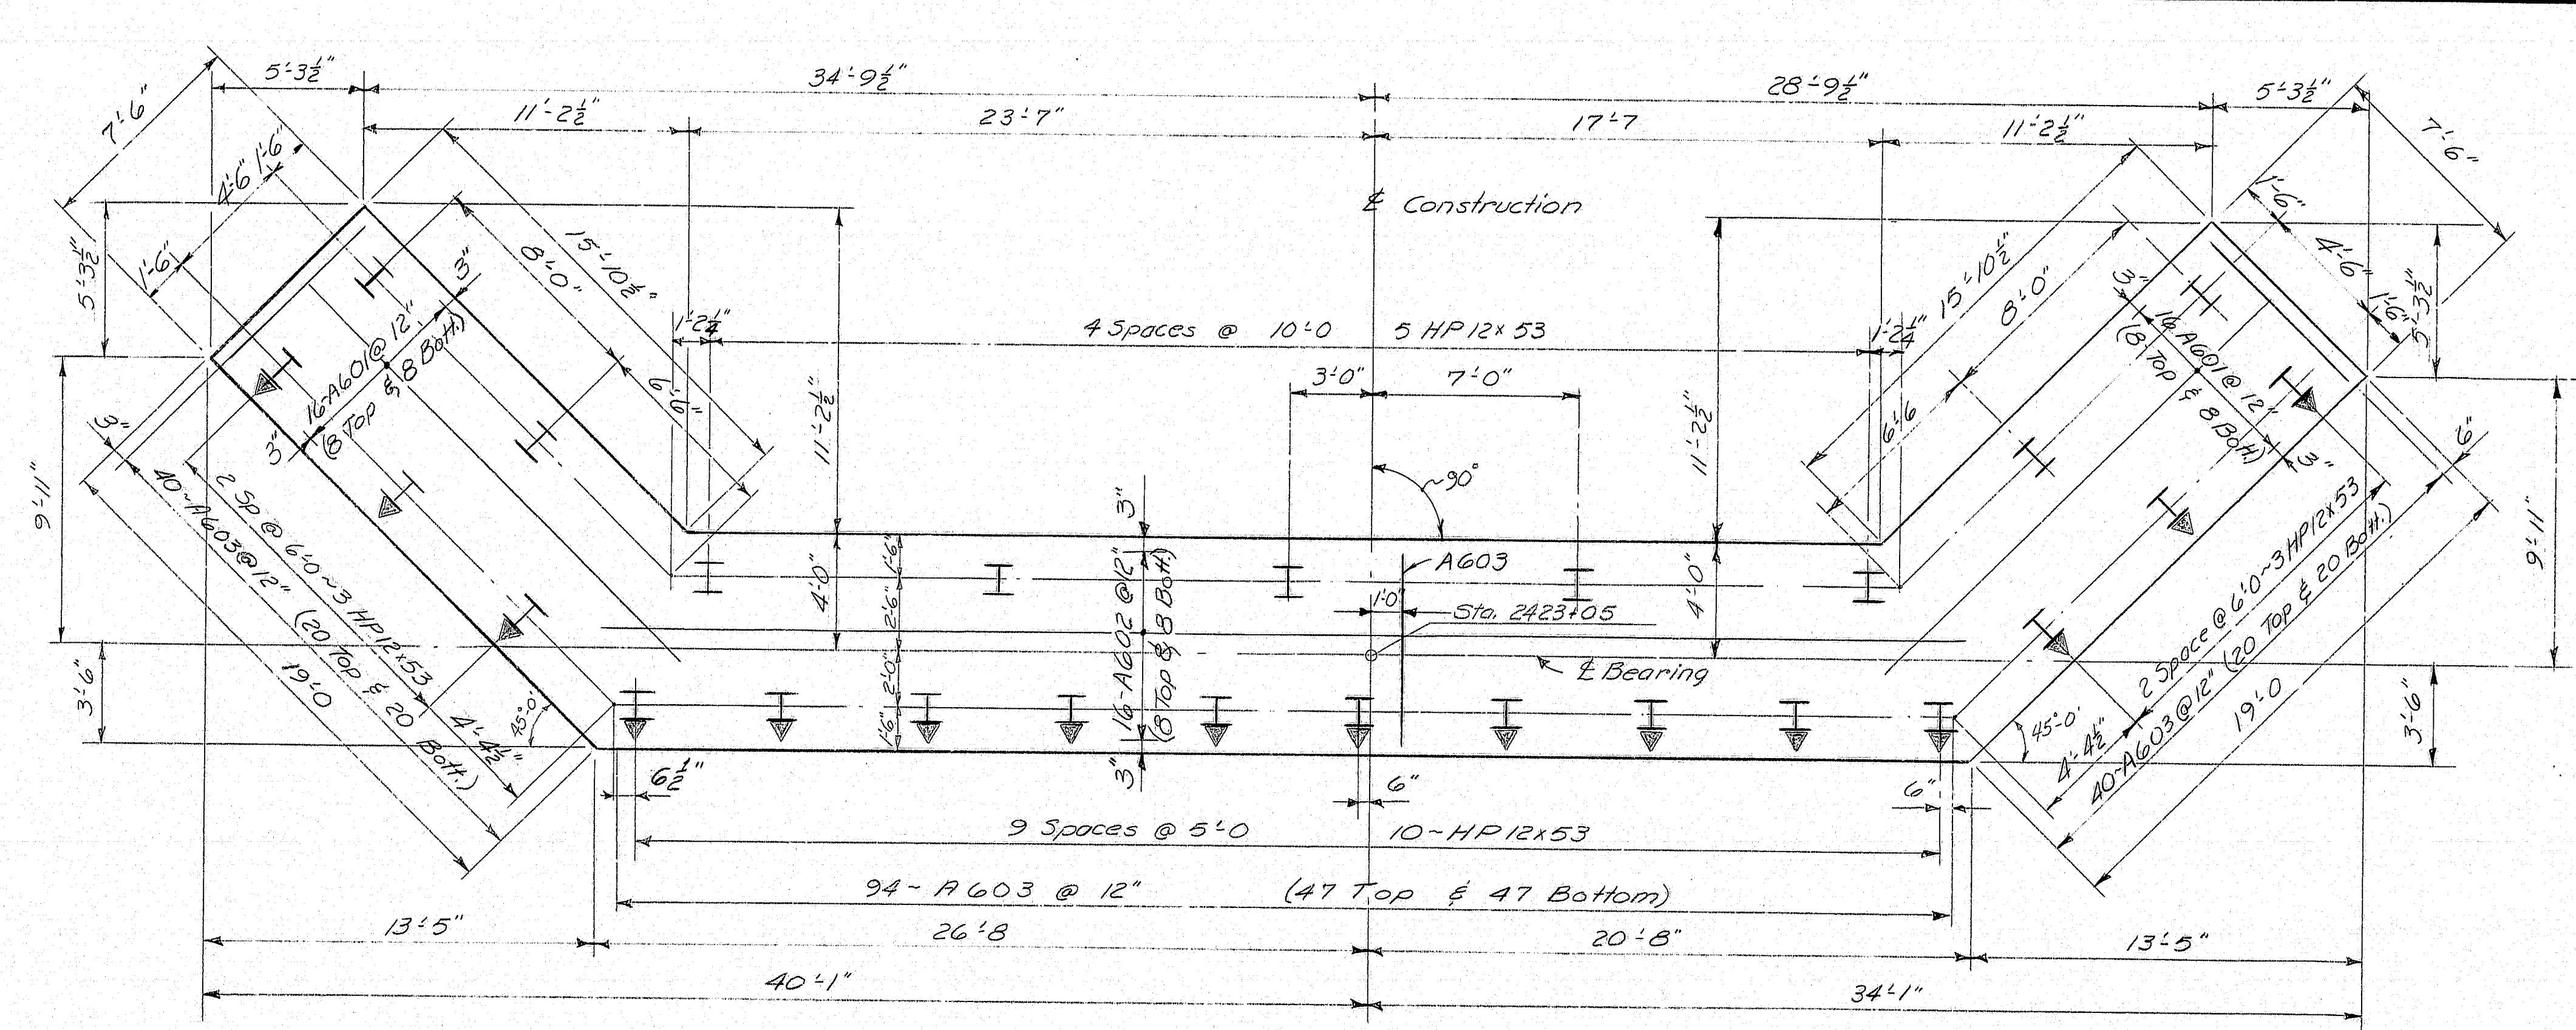 5'-3½" 34'-9½" 28'-9½" 5'-3½"
7'-6" 11'-2½" 23'-7" 17'-7 11'-2½" 7'-6"
4'-6" 1'-6" 1'-6"
℄ Construction
1'-6" 5'-3½" 8'-0" 15'-10½" 3"
15'-10½" 8'-0" 3" 4'-6" 1'-6" 5'-3½"
1'-2¼" 4 Spaces @ 10'-0 5 HP12x53 1'-2¼"
16-A601@12"
(8 Top & 8 Bott.)
3" 3"
16 A601@12"
(8 Top & 8 Bott.)
3" 6"
6'-6" 11'-2½" 3'-0" 7'-0" 11'-2½" 6'-6
9'-11" ~90° 9'-11"
2 Sp @ 6'-0~3 HP12x53
40~A603@12" (20 Top & 20 Bott.)
19'-0
4'-4½"
45°-0'
3'-6"
3"
4'-0" 1'-6" 2'-6" 2'-0" 1'-6"
16-A602 @12"
(8 Top & 8 Bott.)
3"
A603
1'-0"
Sta. 2423+05
℄ Bearing
4'-0"
2 Space @ 6'-0~3HP12x53
40~A603@12" (20 Top & 20 Bott.)
19'-0
4'-4½"
45°-0'
3'-6"
6½" 6" 6"
9 Spaces @ 5'-0 10~HP12x53
94~ A603 @ 12" (47 Top & 47 Bottom)
13'-5" 26'-8 20'-8" 13'-5"
40'-1" 34'-1"